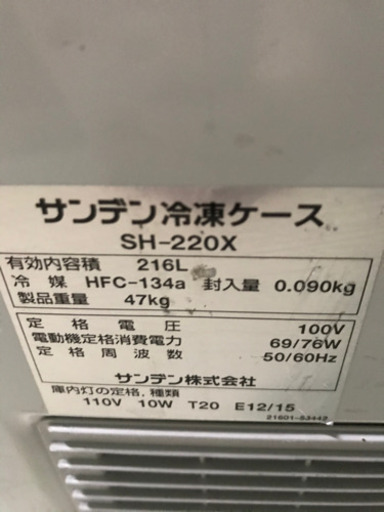 サンデン冷凍ケース
SH-220X
有効内容積 216L
冷媒 HFC-134a 封入量 0.090kg
製品重量 47kg
定格電圧 100V
電動機定格消費電力 69/76W
定格周波数 50/60Hz
サンデン株式会社
庫内灯の定格,種類
110V 10W T20 E12/15
21601-83442